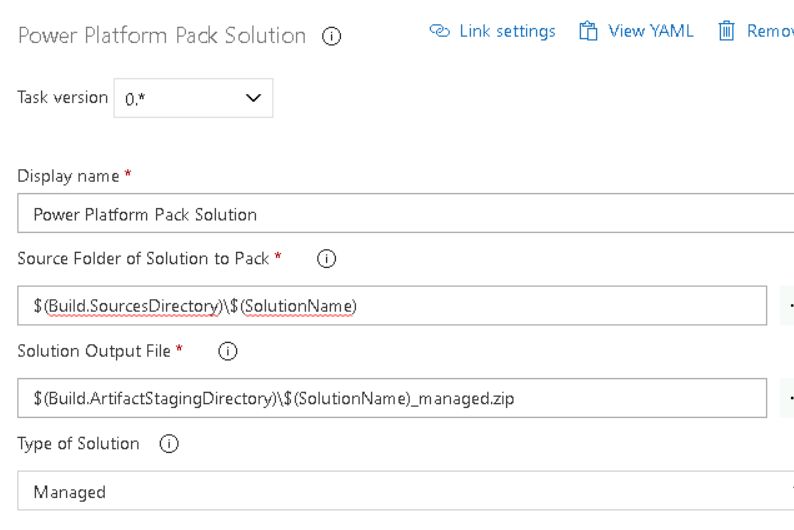 Power Platform Pack Solution
Link settings View YAML Remov
Task version 0.*
Display name *
Power Platform Pack Solution
Source Folder of Solution to Pack *
$(Build.SourcesDirectory)\$(SolutionName)
Solution Output File *
$(Build.ArtifactStagingDirectory)\$(SolutionName)_managed.zip
Type of Solution
Managed